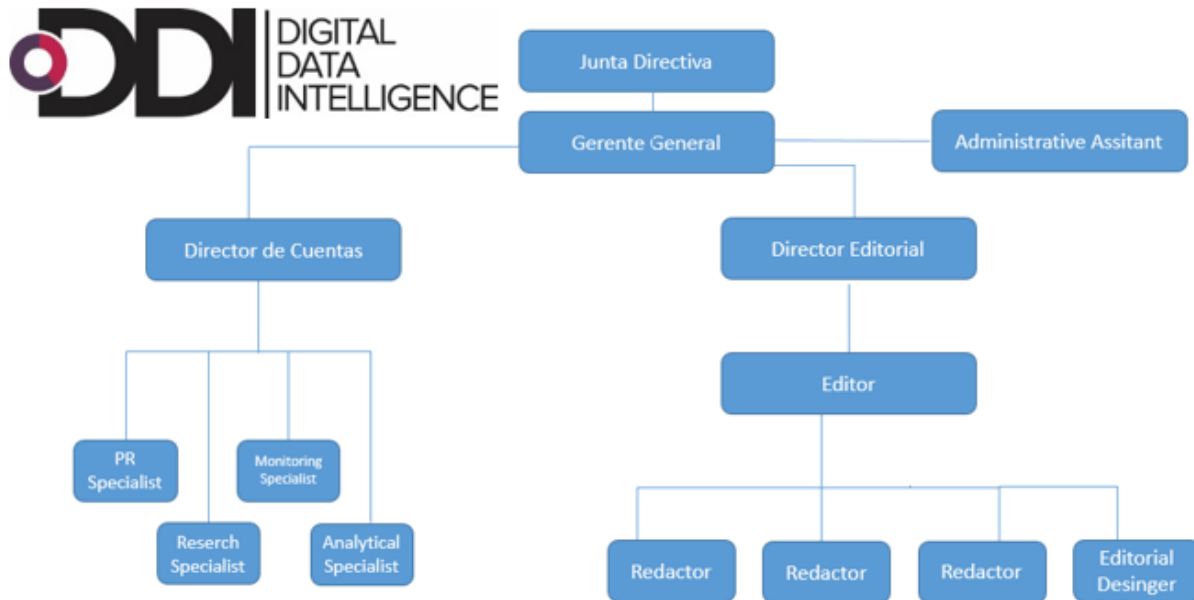 DDI
DIGITAL
DATA
INTELLIGENCE
Junta Directiva
Gerente General
Administrative Assitant
Director de Cuentas
Director Editorial
Editor
PR
Specialist
Monitoring
Specialist
Reserch
Specialist
Analytical
Specialist
Redactor
Redactor
Redactor
Editorial
Desinger